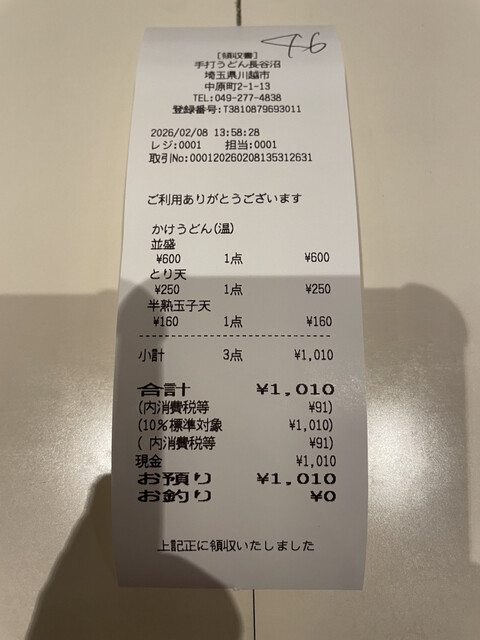 46
[領収書]
手打うどん長谷沼
埼玉県川越市
中原町2-1-13
TEL:049-277-4838
登録番号:T3810879693011
2026/02/08 13:58:28
レジ:0001 担当:0001
取引No:000120260208135312631
ご利用ありがとうございます
かけうどん(温)
並盛
¥600 1点 ¥600
とり天
¥250 1点 ¥250
半熟玉子天
¥160 1点 ¥160
小計 3点 ¥1,010
合計 ¥1,010
(内消費税等 ¥91)
(10%標準対象 ¥1,010)
( 内消費税等 ¥91)
現金 ¥1,010
お預り ¥1,010
お釣り ¥0
上記正に領収いたしました